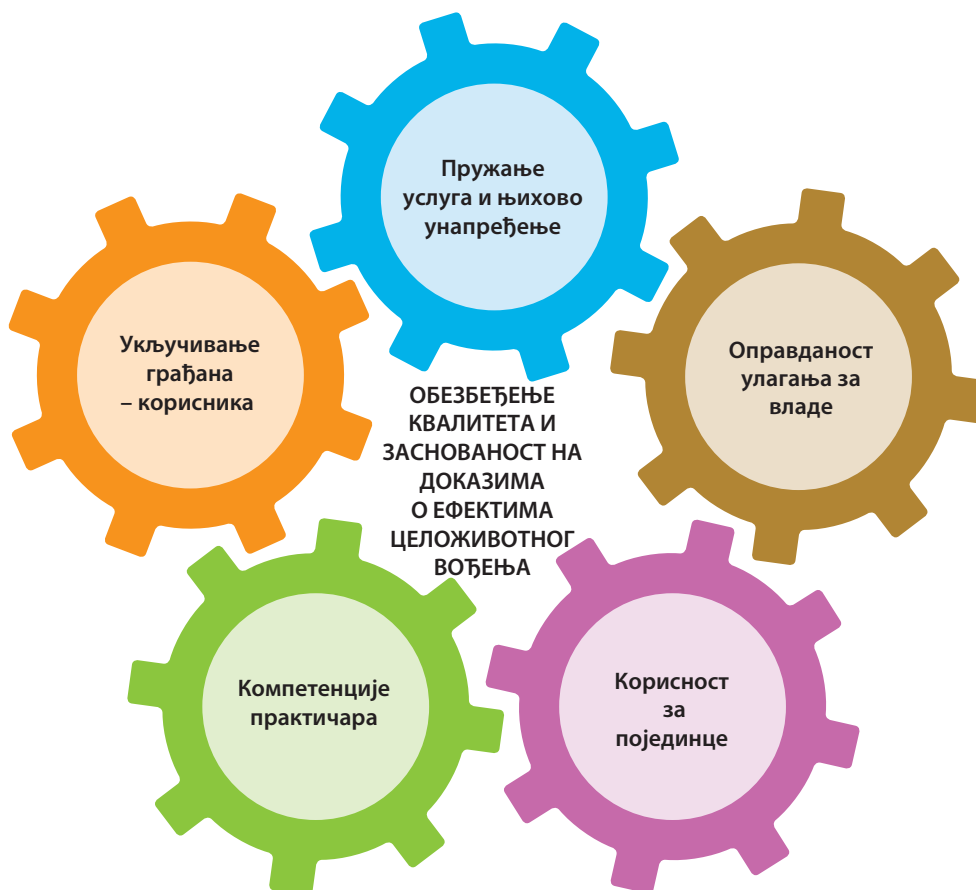 Пружање
услуга и њихово
унапређење
Укључивање
грађана
– корисника
Оправданост
улагања за
владе
ОБЕЗБЕЂЕЊЕ
КВАЛИТЕТА И
ЗАСНОВАНОСТ НА
ДОКАЗИМА
О ЕФЕКТИМА
ЦЕЛОЖИВОТНОГ
ВОЂЕЊА
Компетенције
практичара
Корисност
за
појединце